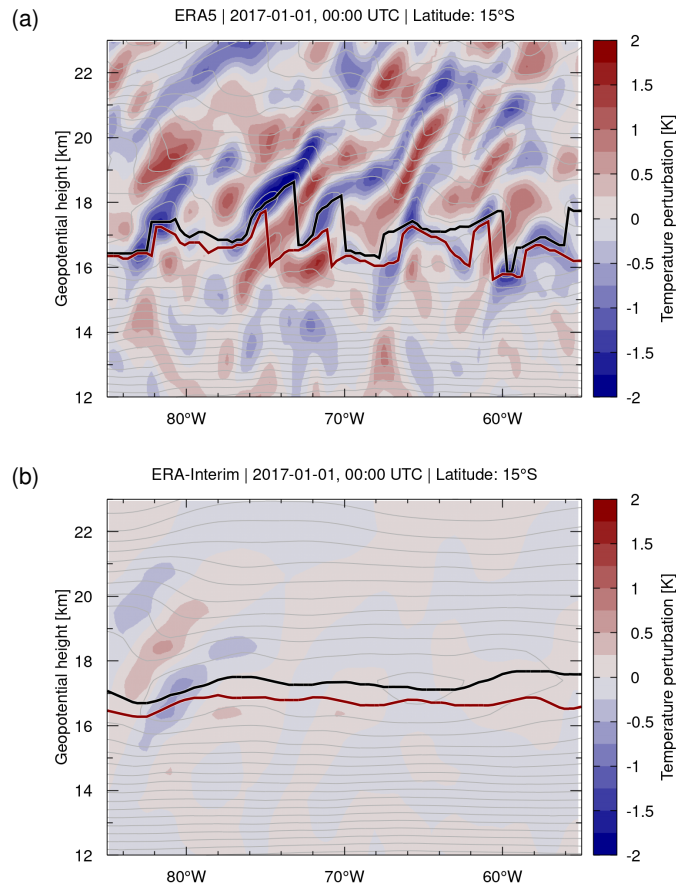 (a)
ERA5 | 2017-01-01, 00:00 UTC | Latitude: 15°S
Geopotential height [km]
22
20
18
16
14
12
80°W
70°W
60°W
2
1.5
1
0.5
0
-0.5
-1
-1.5
-2
Temperature perturbation [K]
(b)
ERA-Interim | 2017-01-01, 00:00 UTC | Latitude: 15°S
Geopotential height [km]
22
20
18
16
14
12
80°W
70°W
60°W
2
1.5
1
0.5
0
-0.5
-1
-1.5
-2
Temperature perturbation [K]